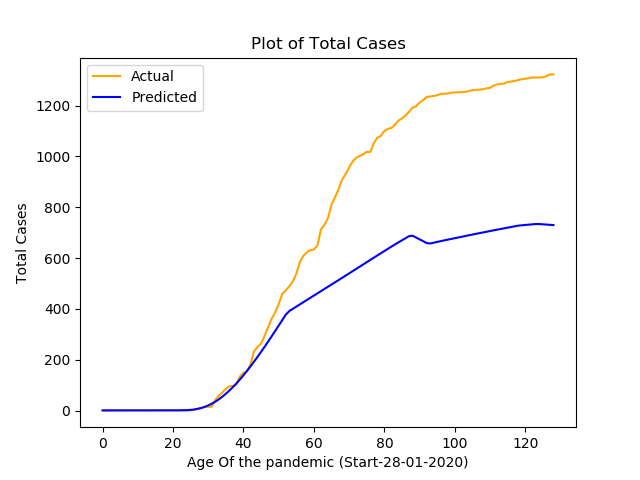 Plot of Total Cases
Actual
Predicted
Total Cases
1200
1000
800
600
400
200
0
0 20 40 60 80 100 120
Age Of the pandemic (Start-28-01-2020)